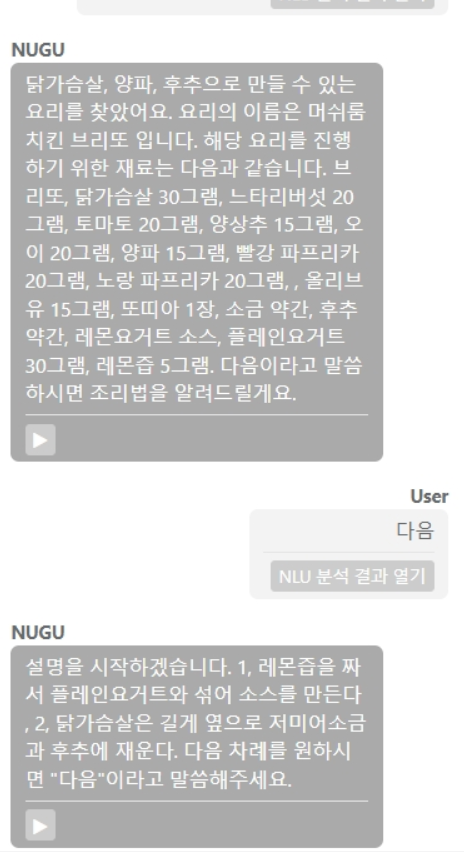 NUGU
닭가슴살, 양파, 후추으로 만들 수 있는
요리를 찾았어요. 요리의 이름은 머쉬룸
치킨 브리또 입니다. 해당 요리를 진행
하기 위한 재료는 다음과 같습니다. 브
리또, 닭가슴살 30그램, 느타리버섯 20
그램, 토마토 20그램, 양상추 15그램, 오
이 20그램, 양파 15그램, 빨강 파프리카
20그램, 노랑 파프리카 20그램, , 올리브
유 15그램, 또띠아 1장, 소금 약간, 후추
약간, 레몬요거트 소스, 플레인요거트
30그램, 레몬즙 5그램. 다음이라고 말씀
하시면 조리법을 알려드릴게요.
User
다음
NLU 분석 결과 열기
NUGU
설명을 시작하겠습니다. 1, 레몬즙을 짜
서 플레인요거트와 섞어 소스를 만든다
, 2, 닭가슴살은 길게 옆으로 저미어소금
과 후추에 재운다. 다음 차례를 원하시
면 "다음"이라고 말씀해주세요.